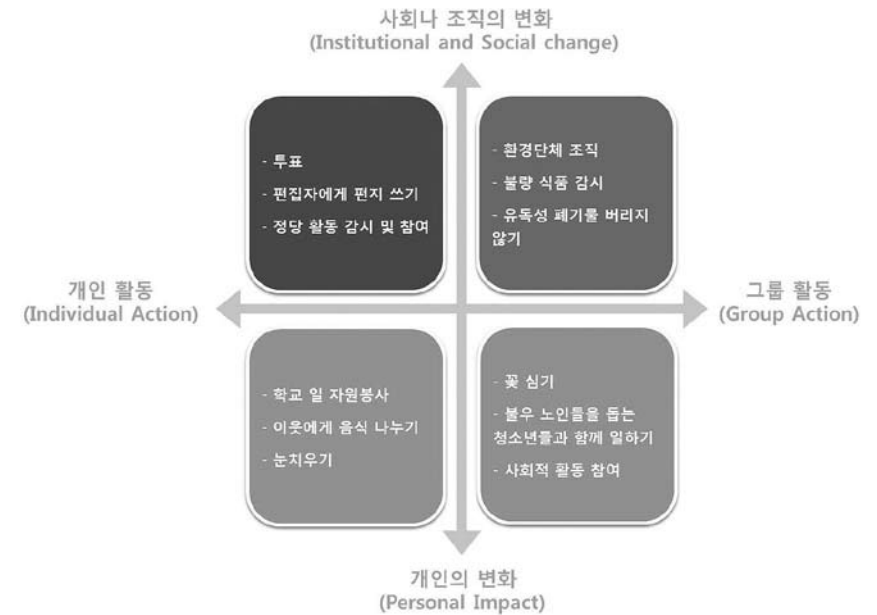 사회나 조직의 변화
(Institutional and Social change)
- 투표
- 편집자에게 편지 쓰기
- 정당 활동 감시 및 참여
- 환경단체 조직
- 불량 식품 감시
- 유독성 폐기물 버리지
않기
개인 활동
(Individual Action)
그룹 활동
(Group Action)
- 학교 일 자원봉사
- 이웃에게 음식 나누기
- 눈치우기
- 꽃 심기
- 불우 노인들을 돕는
청소년들과 함께 일하기
- 사회적 활동 참여
개인의 변화
(Personal Impact)